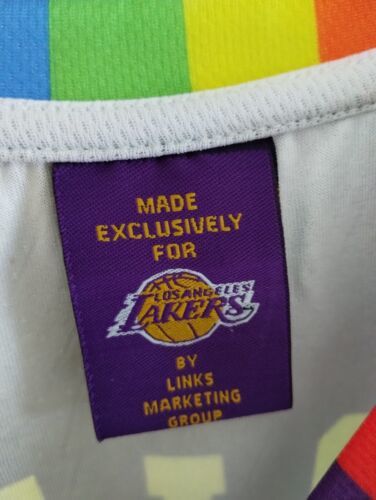 MADE
EXCLUSIVELY
FOR
LOS ANGELES
LAKERS
BY
LINKS
MARKETING
GROUP